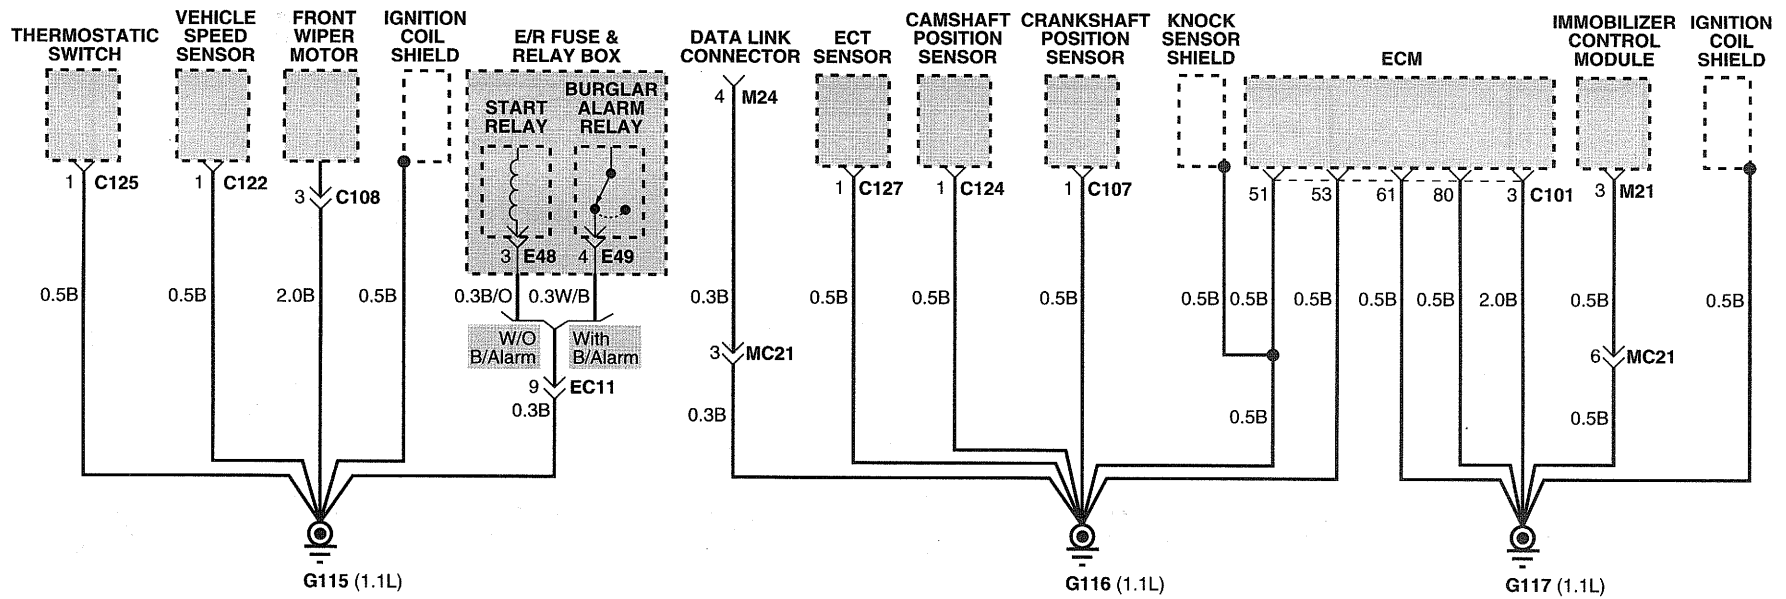 THERMOSTATIC
SWITCH
VEHICLE
SPEED
SENSOR
FRONT
WIPER
MOTOR
IGNITION
COIL
SHIELD
E/R FUSE &
RELAY BOX
DATA LINK
CONNECTOR
ECT
SENSOR
CAMSHAFT
POSITION
SENSOR
CRANKSHAFT
POSITION
SENSOR
KNOCK
SENSOR
SHIELD
ECM
IMMOBILIZER
CONTROL
MODULE
IGNITION
COIL
SHIELD
START
RELAY
BURGLAR
ALARM
RELAY
4 M24
1 C125
1 C122
3 C108
1 C127
1 C124
1 C107
51
53
61
80
3 C101
3 M21
3 E48
4 E49
0.5B
0.5B
2.0B
0.5B
0.3B/O
0.3W/B
0.3B
0.5B
0.5B
0.5B
0.5B
0.5B
0.5B
0.5B
0.5B
2.0B
0.5B
0.5B
W/O
B/Alarm
With
B/Alarm
3 MC21
6 MC21
9 EC11
0.3B
0.3B
0.5B
0.5B
G115 (1.1L)
G116 (1.1L)
G117 (1.1L)